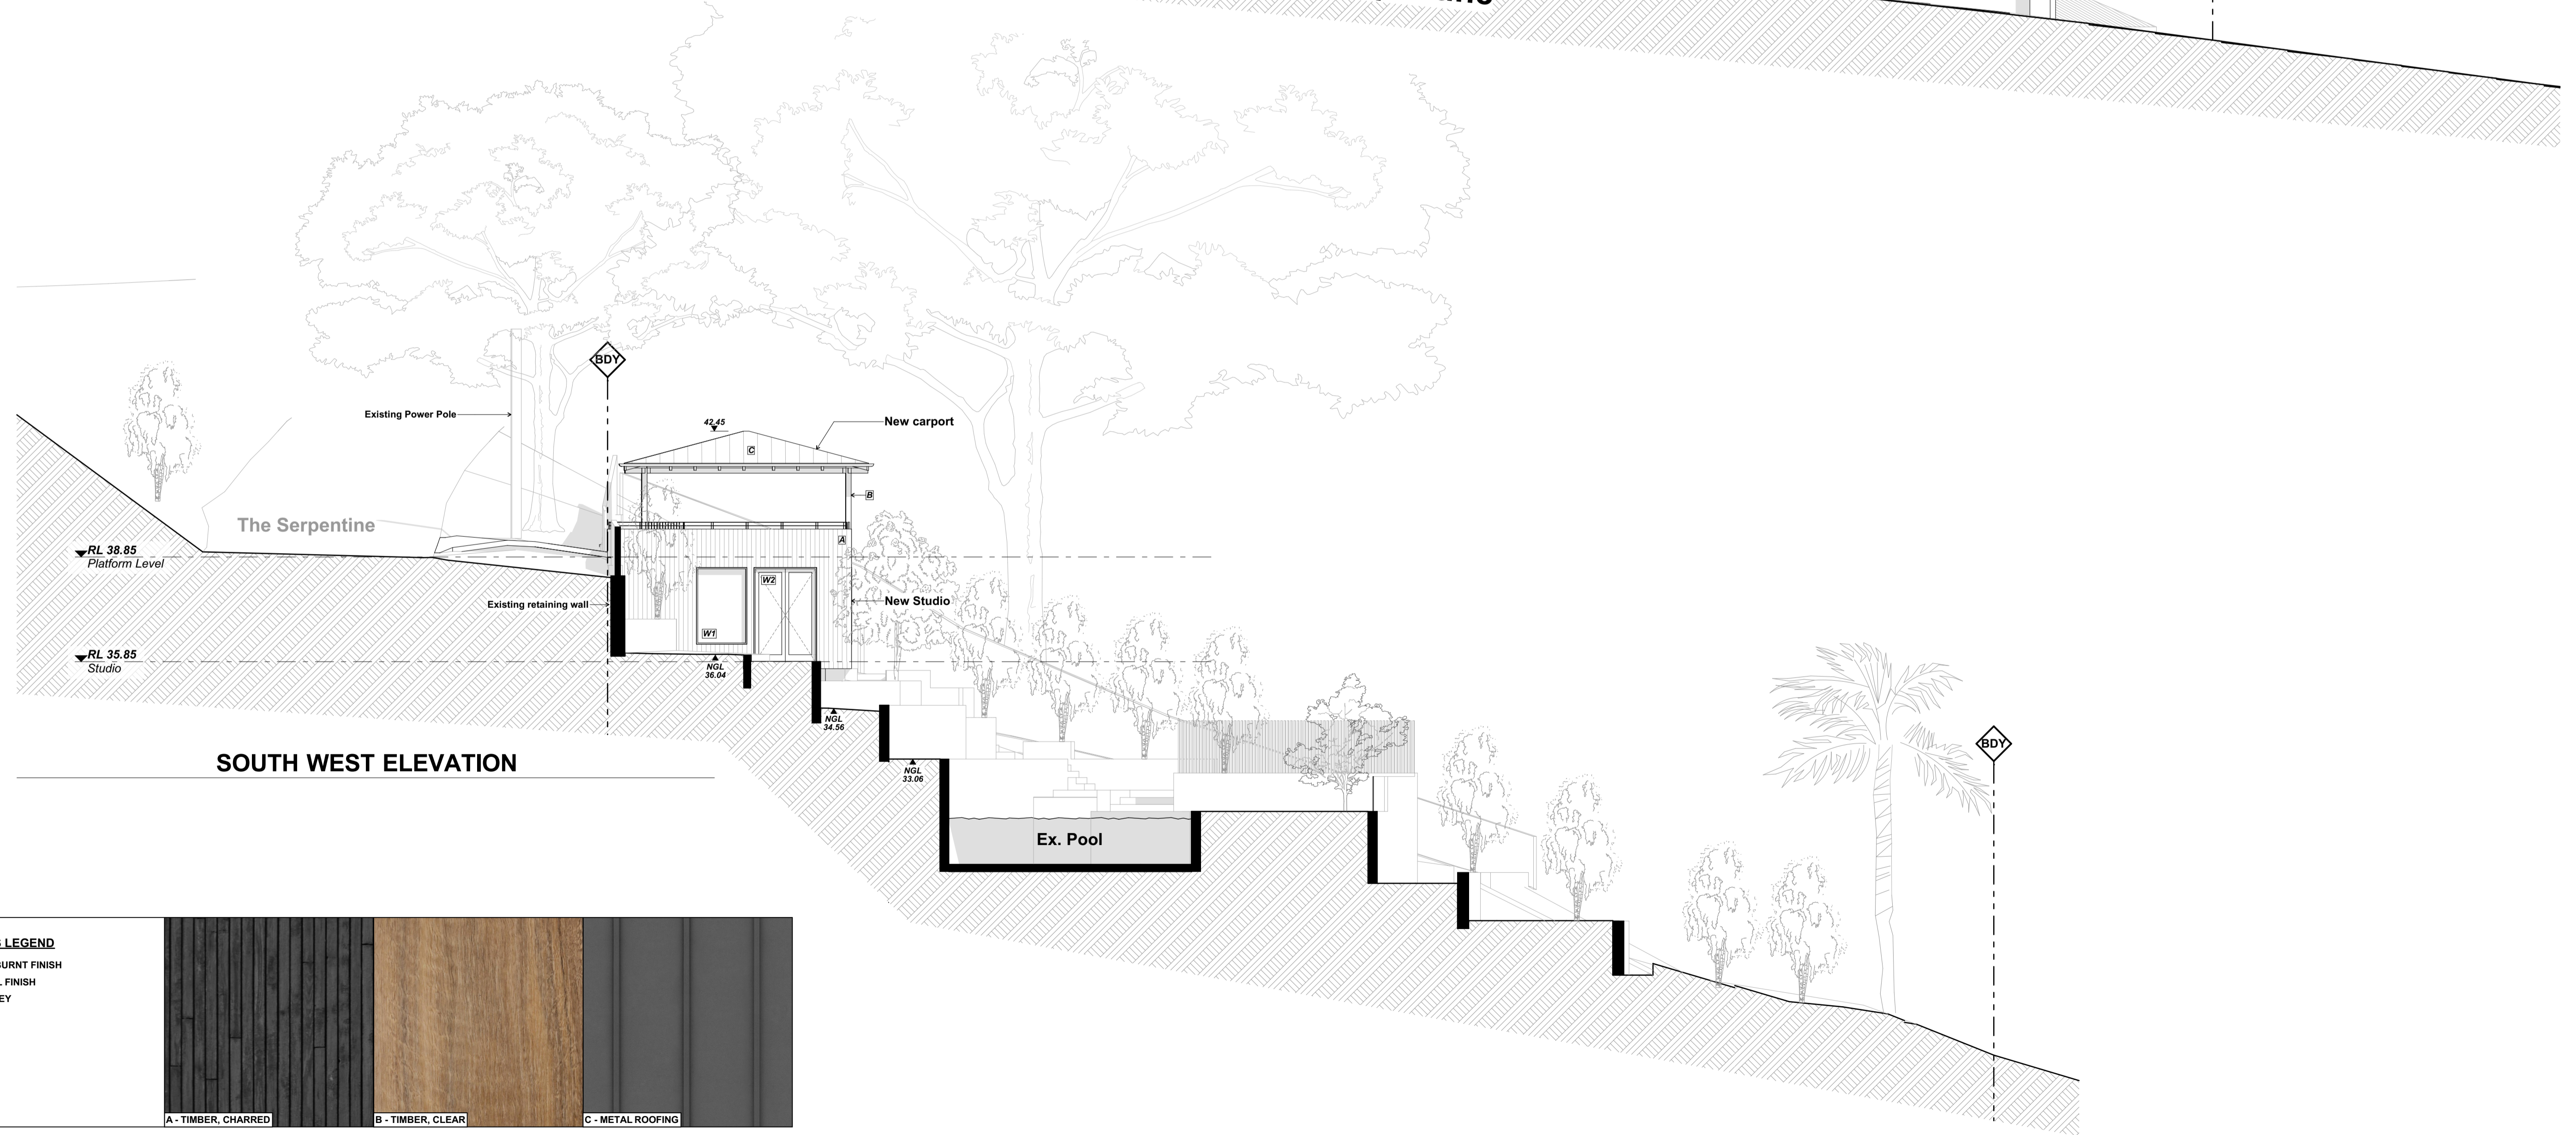 BDY
Existing Power Pole
42.45
New carport
C
B
The Serpentine
A
RL 38.85
Platform Level
W2
Existing retaining wall
New Studio
W1
RL 35.85
Studio
NGL
36.04
NGL
34.56
BDY
SOUTH WEST ELEVATION
NGL
33.06
Ex. Pool
LEGEND
BURNT FINISH
FINISH
A - TIMBER, CHARRED
B - TIMBER, CLEAR
C - METAL ROOFING